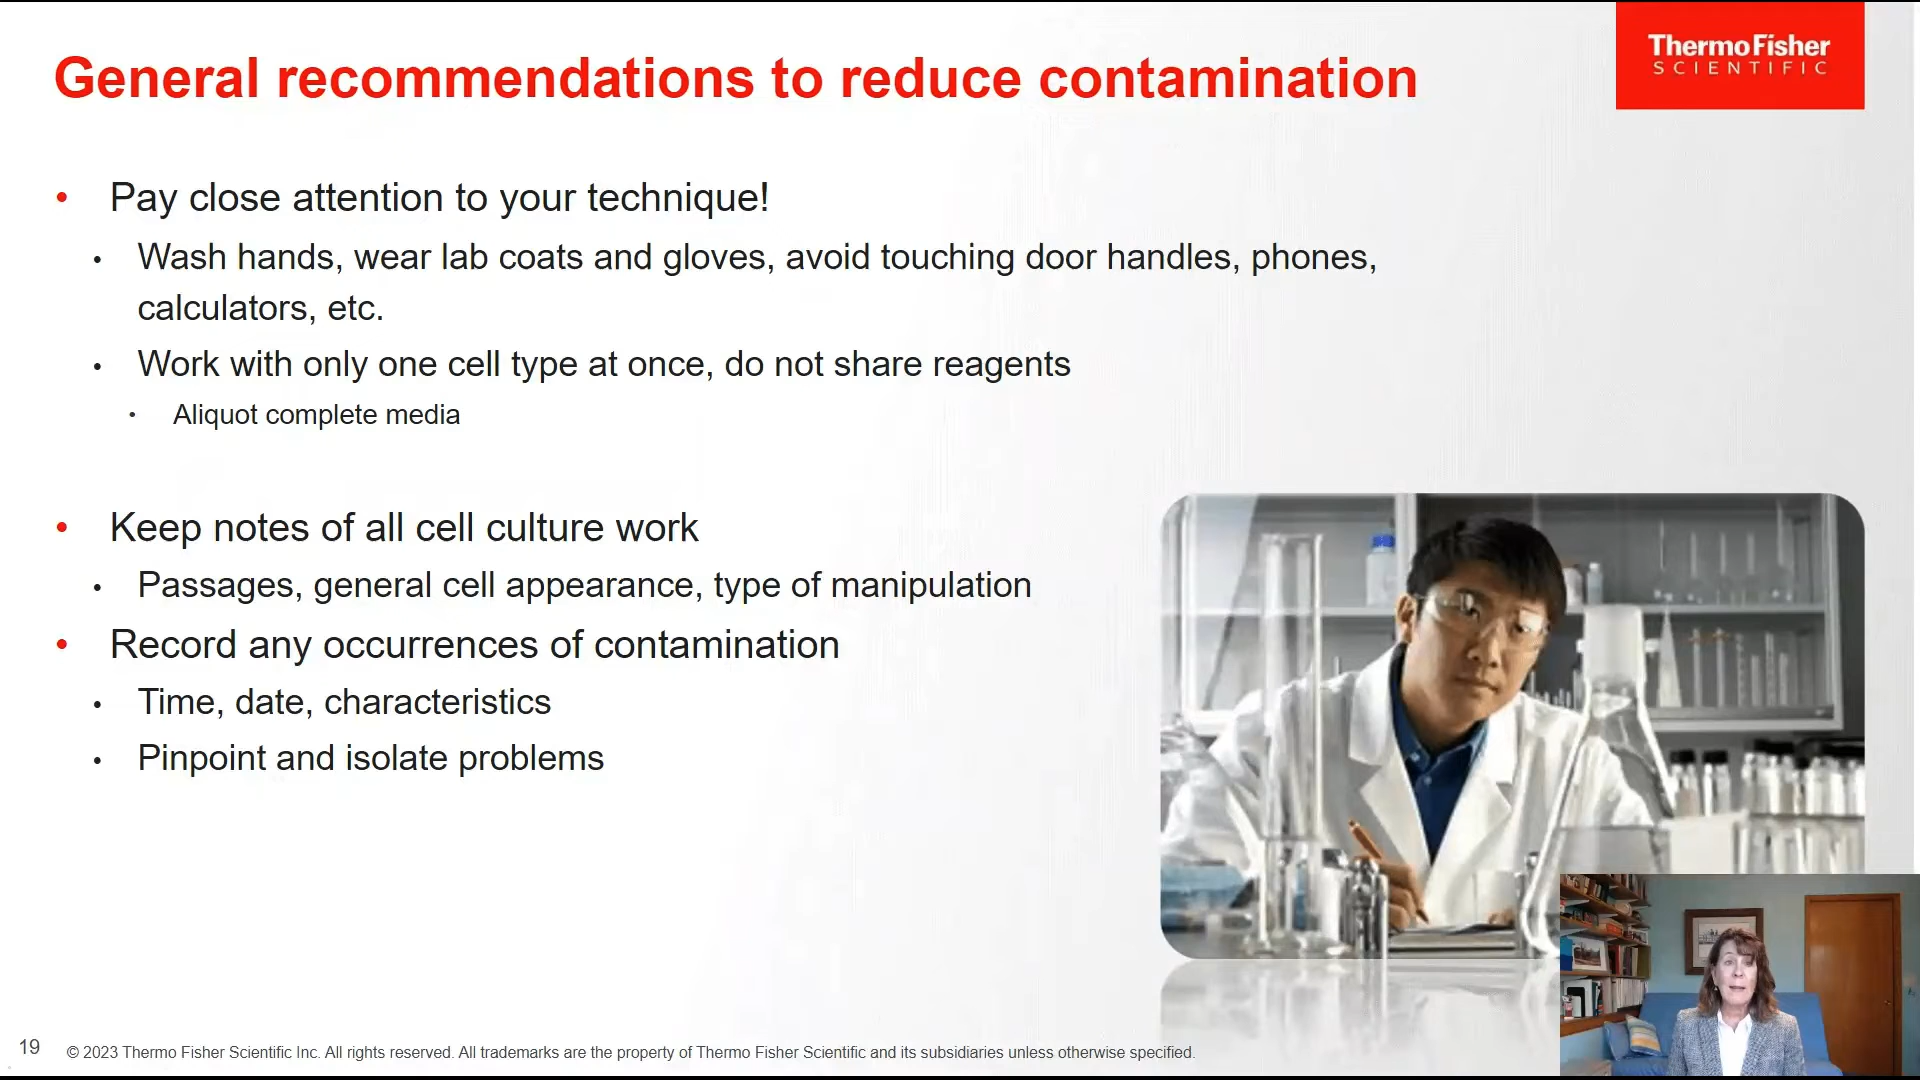 General recommendations to reduce contamination
ThermoFisher
SCIENTIFIC
• Pay close attention to your technique!
• Wash hands, wear lab coats and gloves, avoid touching door handles, phones,
calculators, etc.
• Work with only one cell type at once, do not share reagents
• Aliquot complete media
• Keep notes of all cell culture work
• Passages, general cell appearance, type of manipulation
• Record any occurrences of contamination
• Time, date, characteristics
• Pinpoint and isolate problems
19
© 2023 Thermo Fisher Scientific Inc. All rights reserved. All trademarks are the property of Thermo Fisher Scientific and its subsidiaries unless otherwise specified.